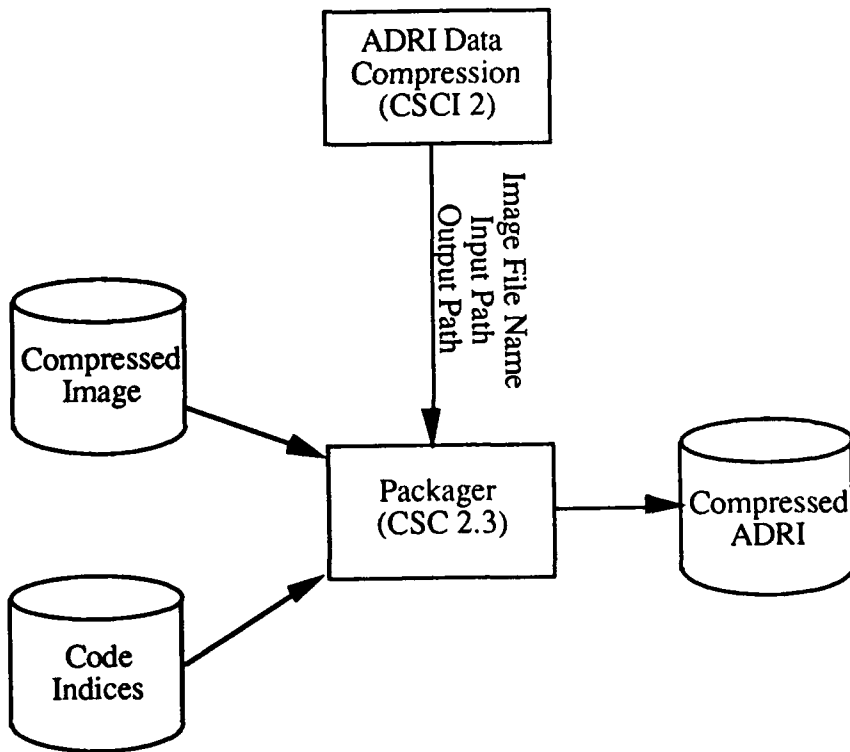 ADRI Data
Compression
(CSCI 2)
Image File Name
Input Path
Output Path
Compressed
Image
Packager
(CSC 2.3)
Compressed
ADRI
Code
Indices